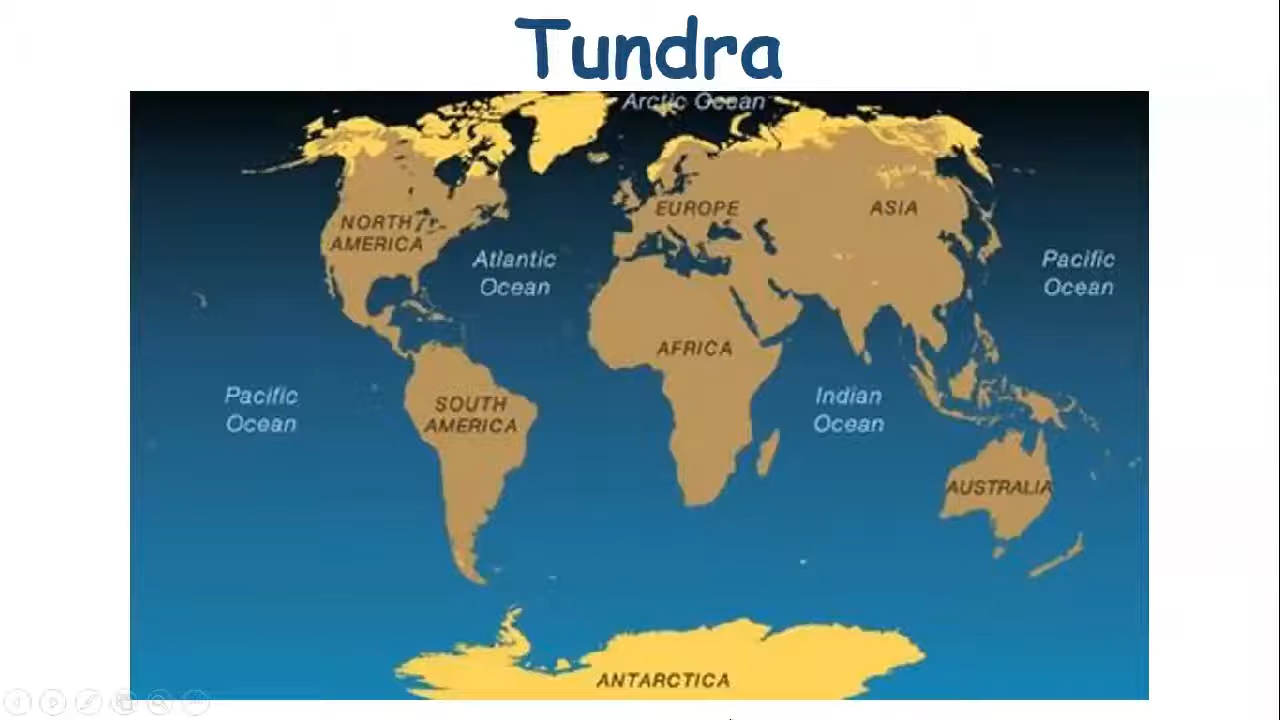 Tundra
Arctic Ocean
NORTH
AMERICA
EUROPE
ASIA
Atlantic
Ocean
Pacific
Ocean
AFRICA
Pacific
Ocean
SOUTH
AMERICA
Indian
Ocean
AUSTRALIA
ANTARCTICA